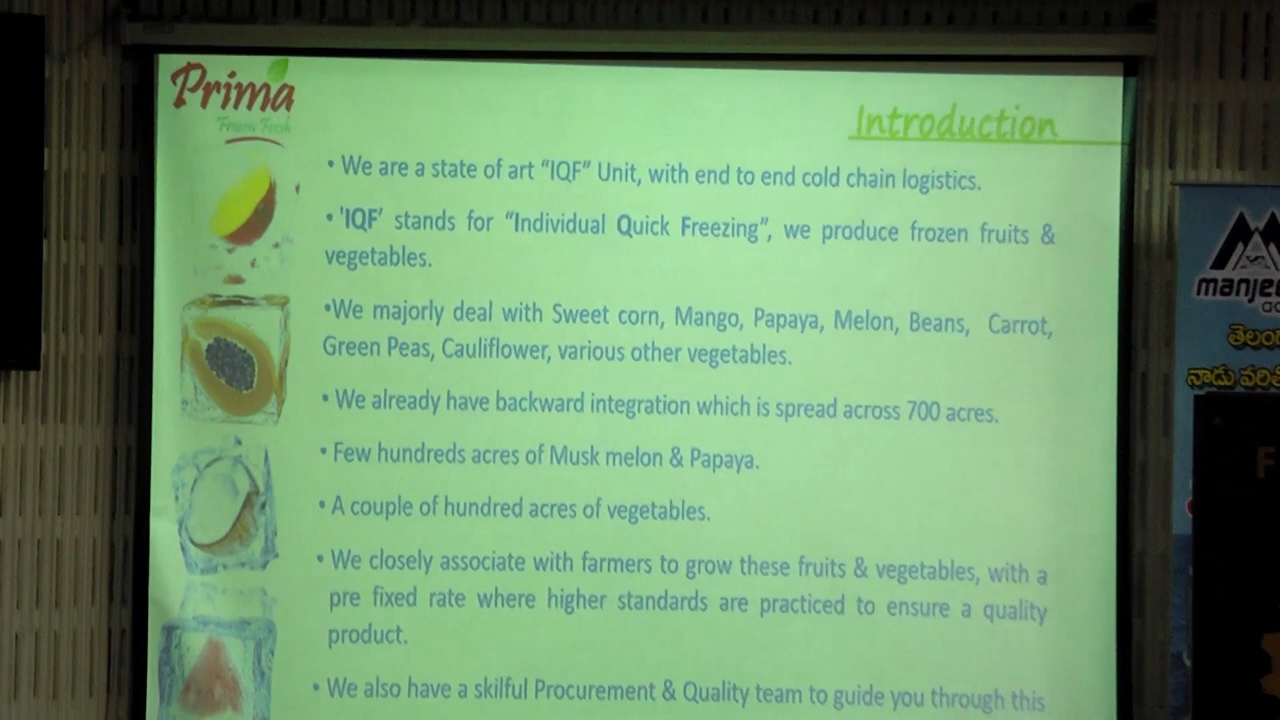 Prima
Frozen Fresh
Introduction
• We are a state of art “IQF” Unit, with end to end cold chain logistics.
• 'IQF’ stands for “Individual Quick Freezing”, we produce frozen fruits &
vegetables.
•We majorly deal with Sweet corn, Mango, Papaya, Melon, Beans, Carrot,
Green Peas, Cauliflower, various other vegetables.
• We already have backward integration which is spread across 700 acres.
• Few hundreds acres of Musk melon & Papaya.
• A couple of hundred acres of vegetables.
• We closely associate with farmers to grow these fruits & vegetables, with a
pre fixed rate where higher standards are practiced to ensure a quality
product.
• We also have a skilful Procurement & Quality team to guide you through this
నాడు